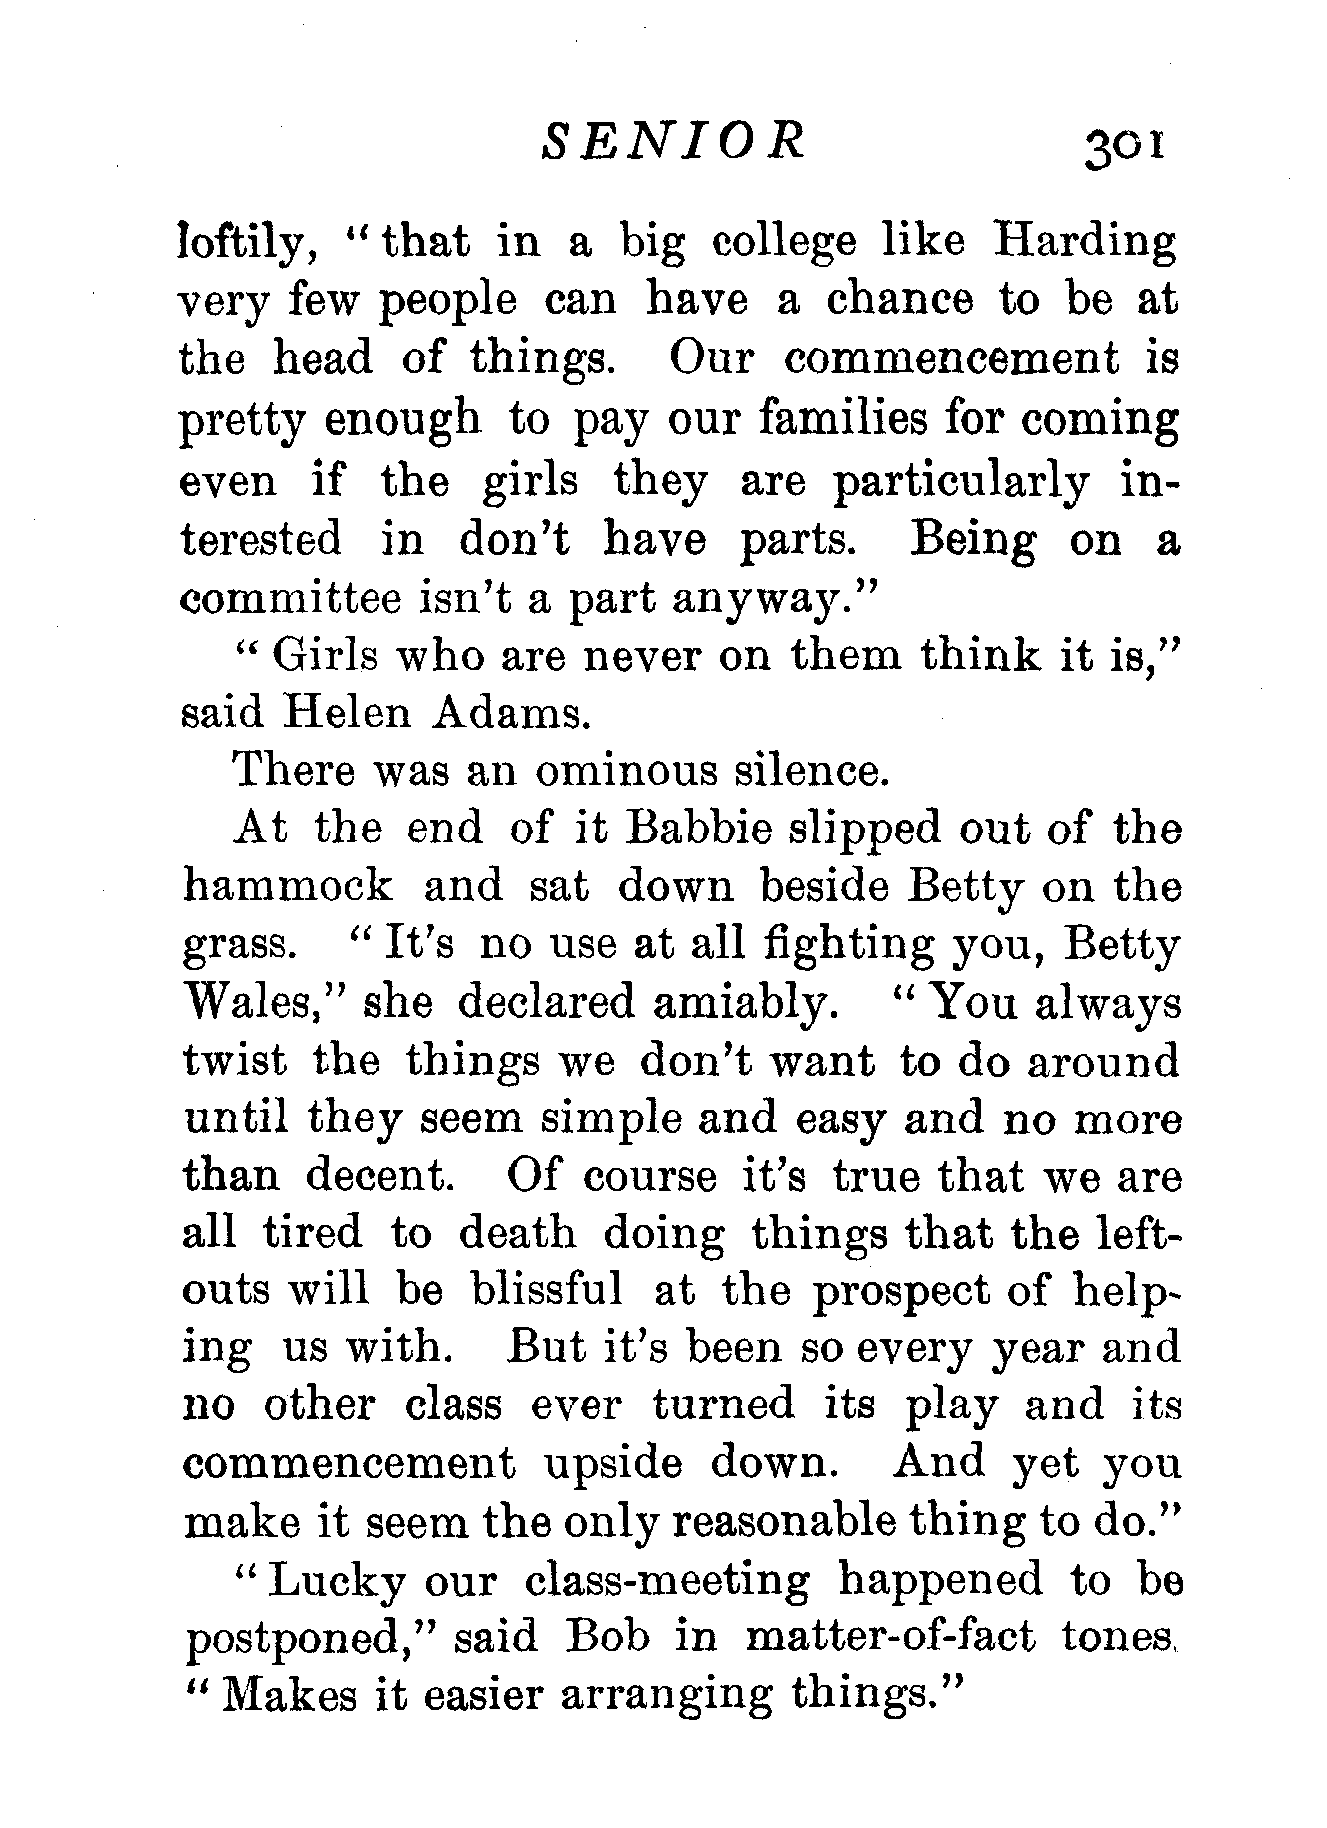 SENIOR 301
loftily, "that in a big college like Harding
very few people can have a chance to be at
the head of things. Our commencement is
pretty enough to pay our families for coming
even if the girls they are particularly in-
terested in don't have parts. Being on a
committee isn't a part anyway."
"Girls who are never on them think it is,"
said Helen Adams.
There was an ominous silence.
At the end of it Babbie slipped out of the
hammock and sat down beside Betty on the
grass. "It's no use at all fighting you, Betty
Wales," she declared amiably. "You always
twist the things we don't want to do around
until they seem simple and easy and no more
than decent. Of course it's true that we are
all tired to death doing things that the left-
outs will be blissful at the prospect of help-
ing us with. But it's been so every year and
no other class ever turned its play and its
commencement upside down. And yet you
make it seem the only reasonable thing to do."
"Lucky our class-meeting happened to be
postponed," said Bob in matter-of-fact tones.
"Makes it easier arranging things."